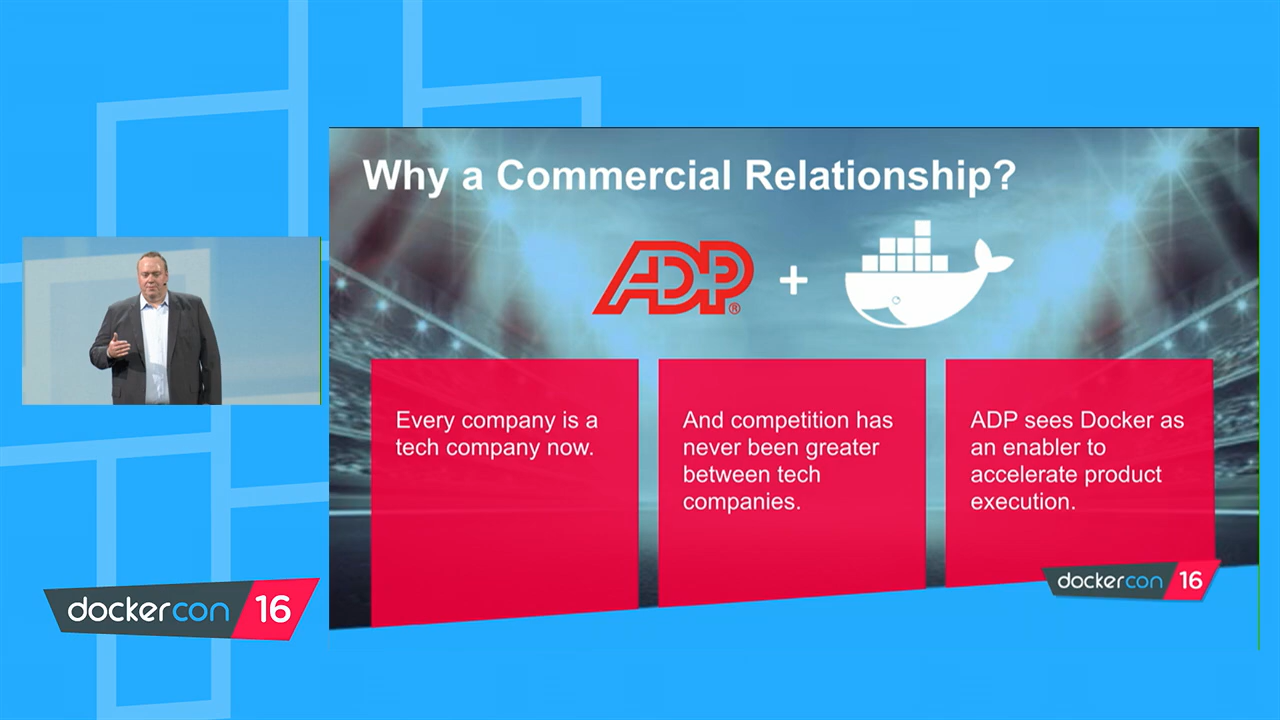 Why a Commercial Relationship?
ADP®
+
Every company is a
tech company now.
And competition has
never been greater
between tech
companies.
ADP sees Docker as
an enabler to
accelerate product
execution.
dockercon 16
dockercon 16